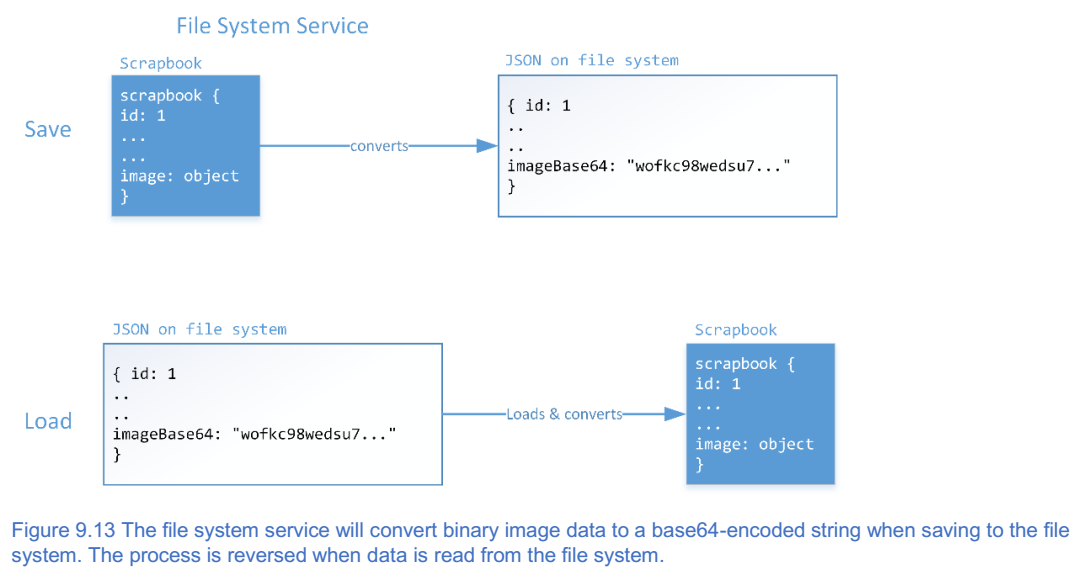 File System Service
Scrapbook
JSON on file system
Save
scrapbook {
id: 1
...
...
image: object
}
converts
{ id: 1
..
..
imageBase64: "wofkc98wedsu7..."
}
JSON on file system
Scrapbook
Load
{ id: 1
..
..
imageBase64: "wofkc98wedsu7..."
}
Loads & converts
scrapbook {
id: 1
...
...
image: object
}
Figure 9.13 The file system service will convert binary image data to a base64-encoded string when saving to the file
system. The process is reversed when data is read from the file system.